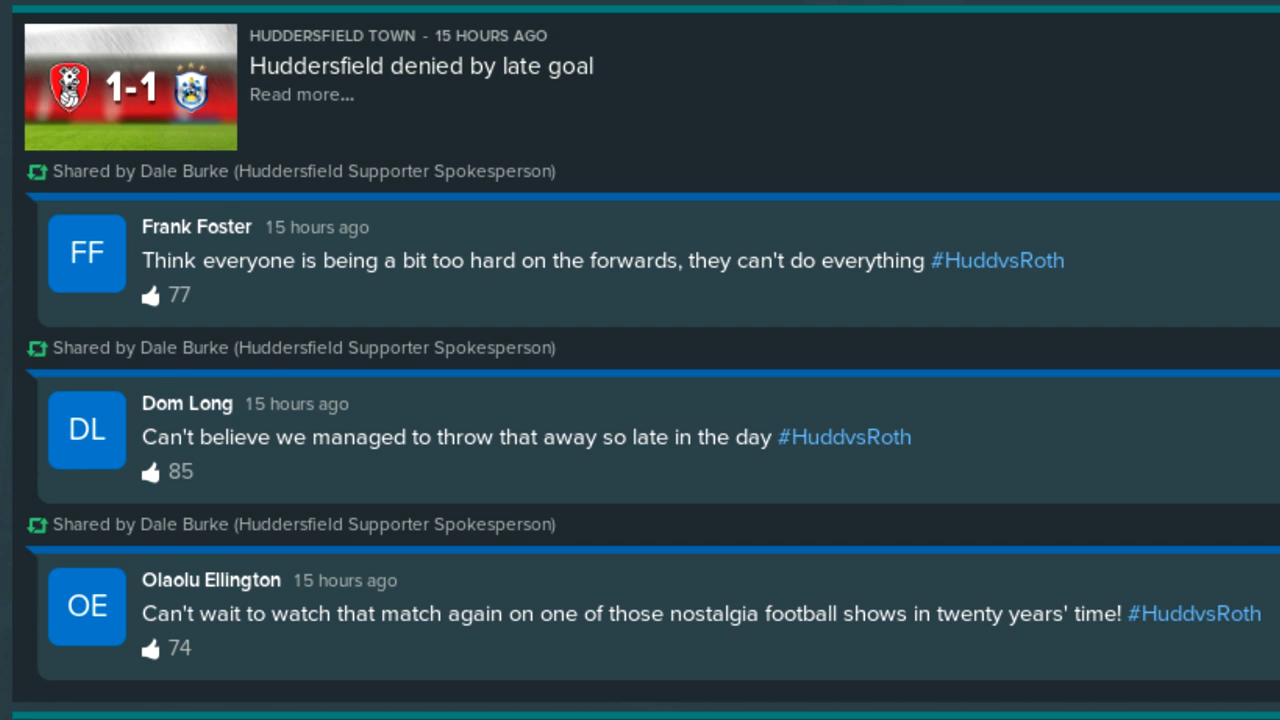 HUDDERSFIELD TOWN - 15 HOURS AGO
Huddersfield denied by late goal
Read more...
1-1
Shared by Dale Burke (Huddersfield Supporter Spokesperson)
FF
Frank Foster 15 hours ago
Think everyone is being a bit too hard on the forwards, they can't do everything #HuddvsRoth
77
Shared by Dale Burke (Huddersfield Supporter Spokesperson)
DL
Dom Long 15 hours ago
Can't believe we managed to throw that away so late in the day #HuddvsRoth
85
Shared by Dale Burke (Huddersfield Supporter Spokesperson)
OE
Olaolu Ellington 15 hours ago
Can't wait to watch that match again on one of those nostalgia football shows in twenty years' time! #HuddvsRoth
74